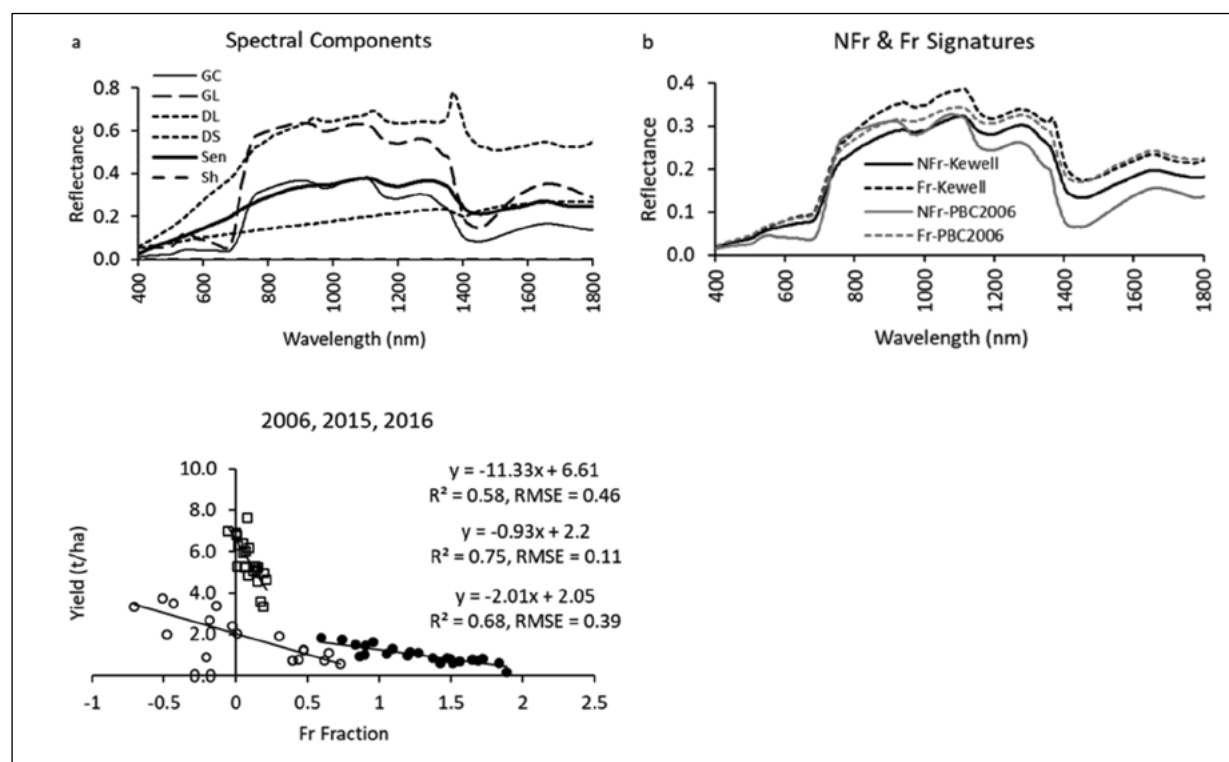 a
Spectral Components
GC
GL
DL
DS
Sen
Sh
Reflectance
0.8
0.6
0.4
0.2
0.0
400
600
800
1000
1200
1400
1600
1800
Wavelength (nm)
b
NFr & Fr Signatures
NFr-Kewell
Fr-Kewell
NFr-PBC2006
Fr-PBC2006
Reflectance
0.4
0.3
0.2
0.1
0.0
400
600
800
1000
1200
1400
1600
1800
Wavelength (nm)
2006, 2015, 2016
y = -11.33x + 6.61
R² = 0.58, RMSE = 0.46
y = -0.93x + 2.2
R² = 0.75, RMSE = 0.11
y = -2.01x + 2.05
R² = 0.68, RMSE = 0.39
Yield (t/ha)
10.0
8.0
6.0
4.0
2.0
0.0
-1
-0.5
0
0.5
1
1.5
2
2.5
Fr Fraction